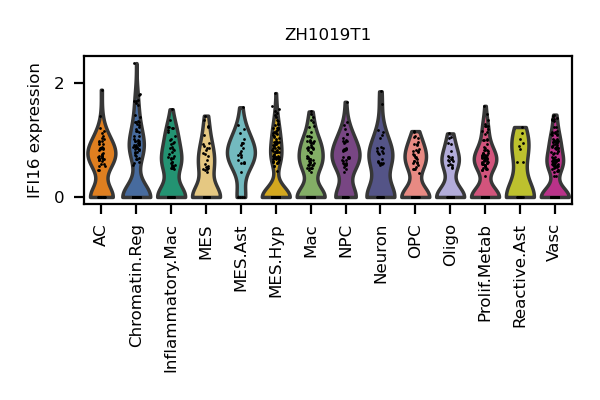 ZH1019T1
IFI16 expression
2
0
AC
Chromatin.Reg
Inflammatory.Mac
MES
MES.Ast
MES.Hyp
Mac
NPC
Neuron
OPC
Oligo
Prolif.Metab
Reactive.Ast
Vasc